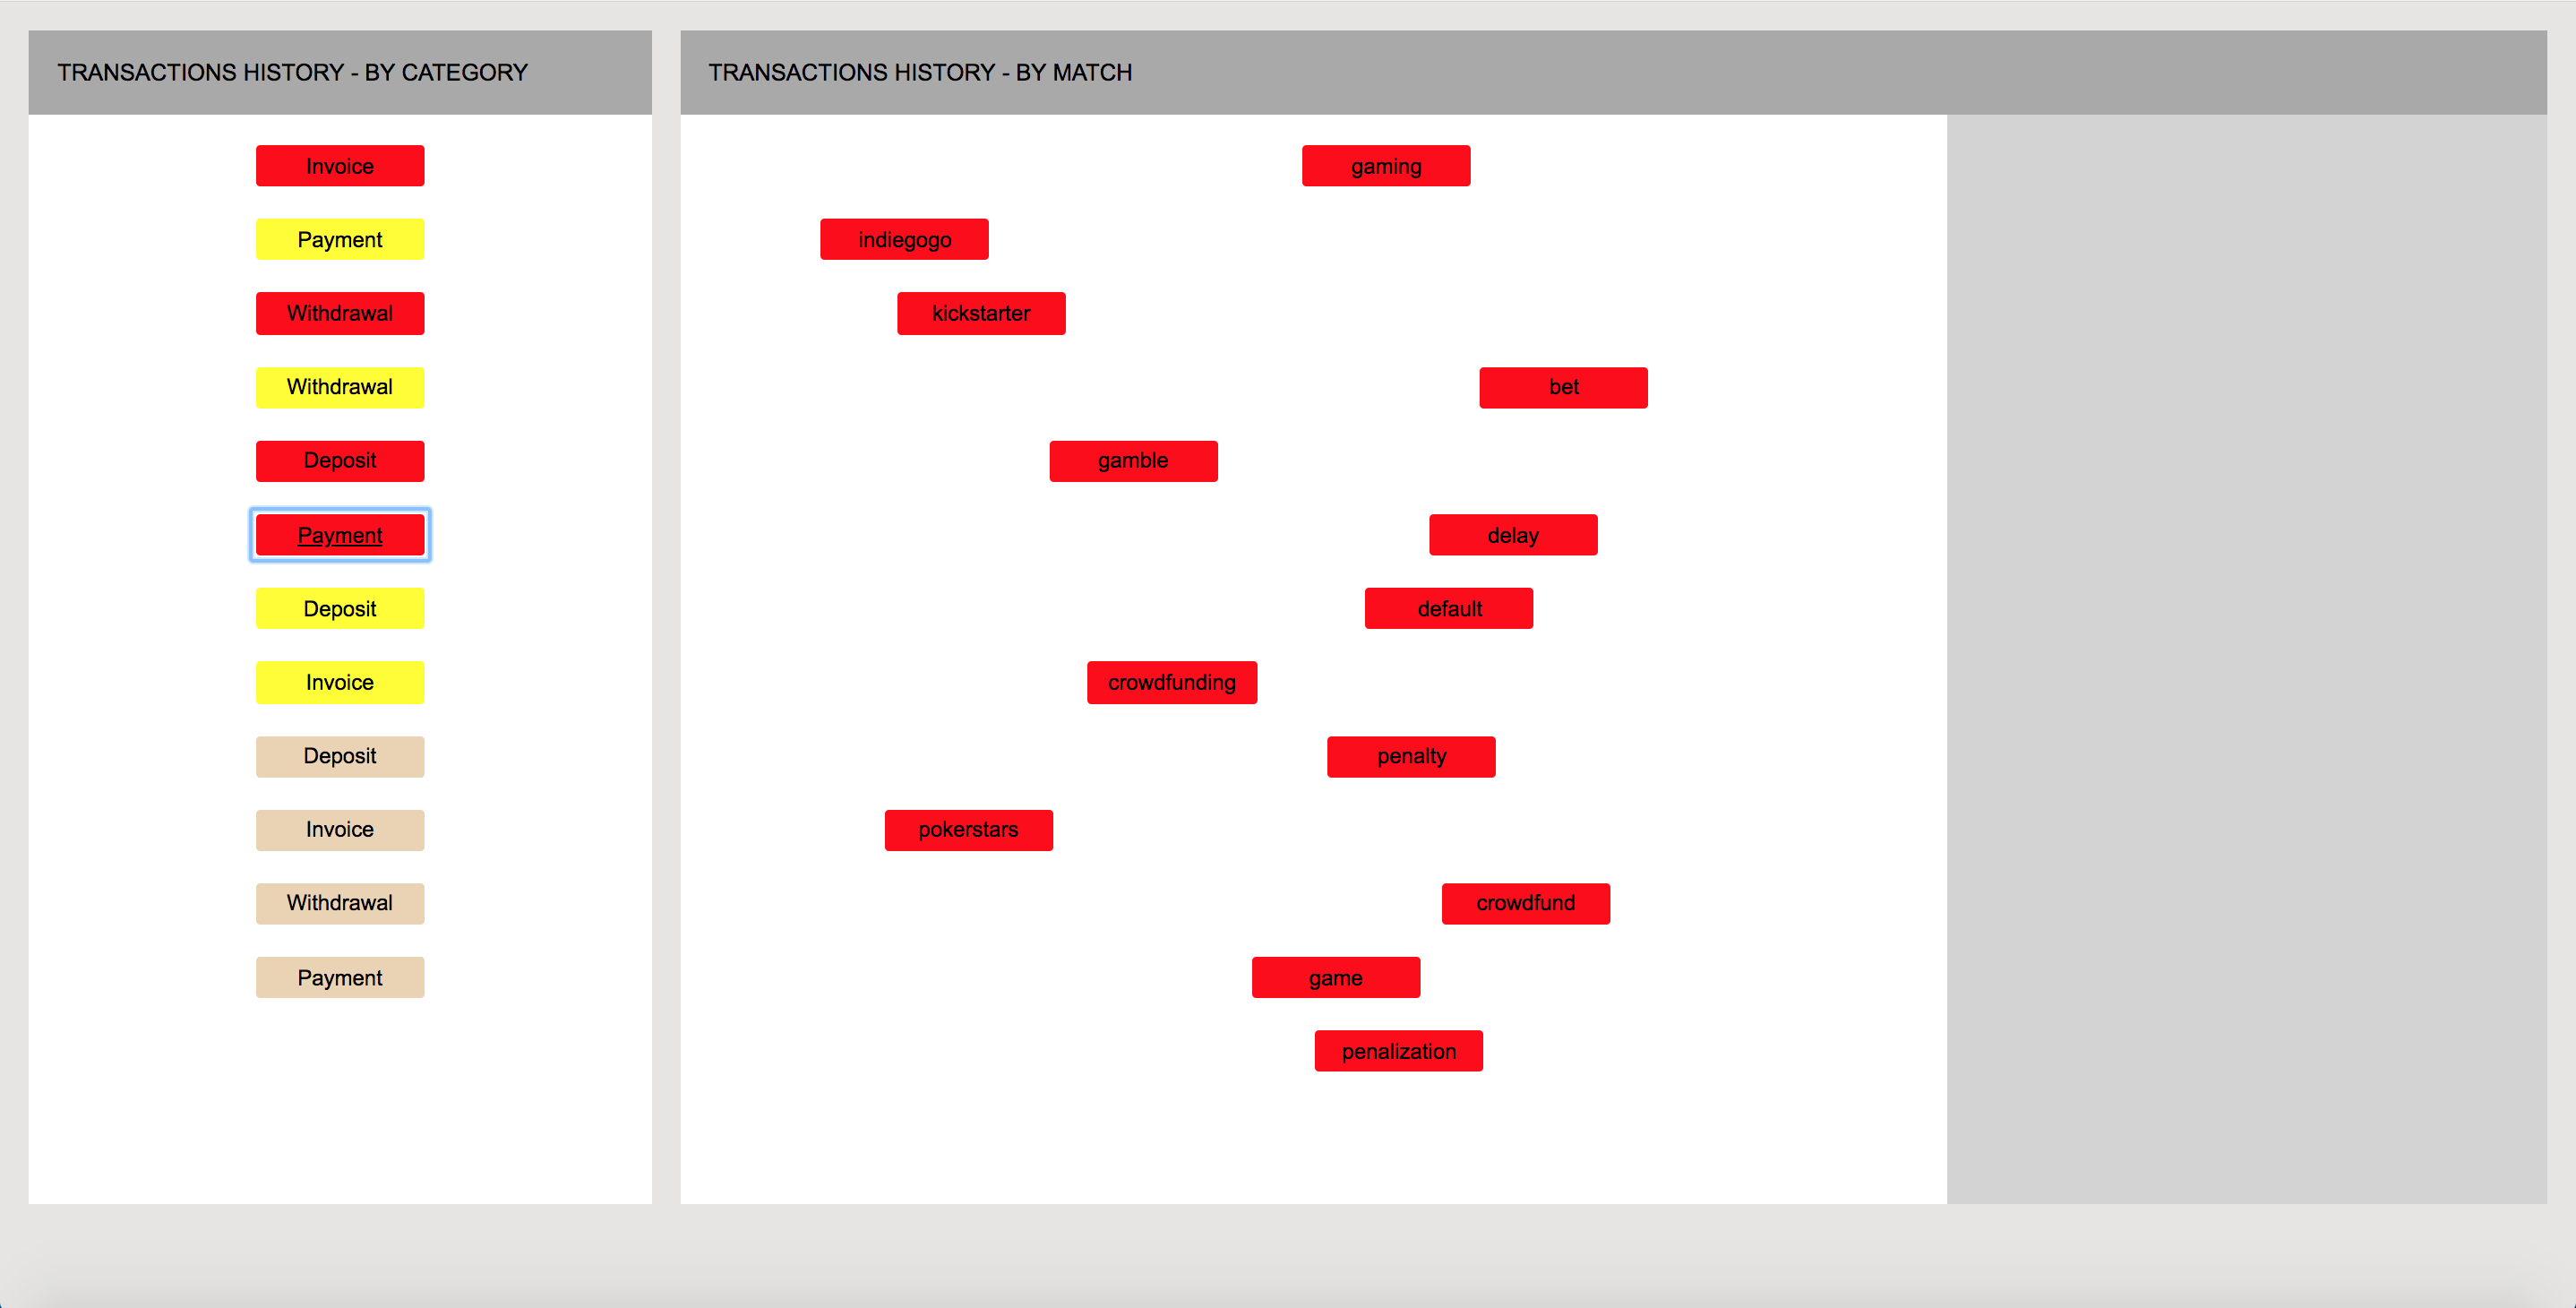 TRANSACTIONS HISTORY - BY CATEGORY
Invoice
Payment
Withdrawal
Withdrawal
Deposit
Payment
Deposit
Invoice
Deposit
Invoice
Withdrawal
Payment
TRANSACTIONS HISTORY - BY MATCH
gaming
indiegogo
kickstarter
bet
gamble
delay
default
crowdfunding
penalty
pokerstars
crowdfund
game
penalization